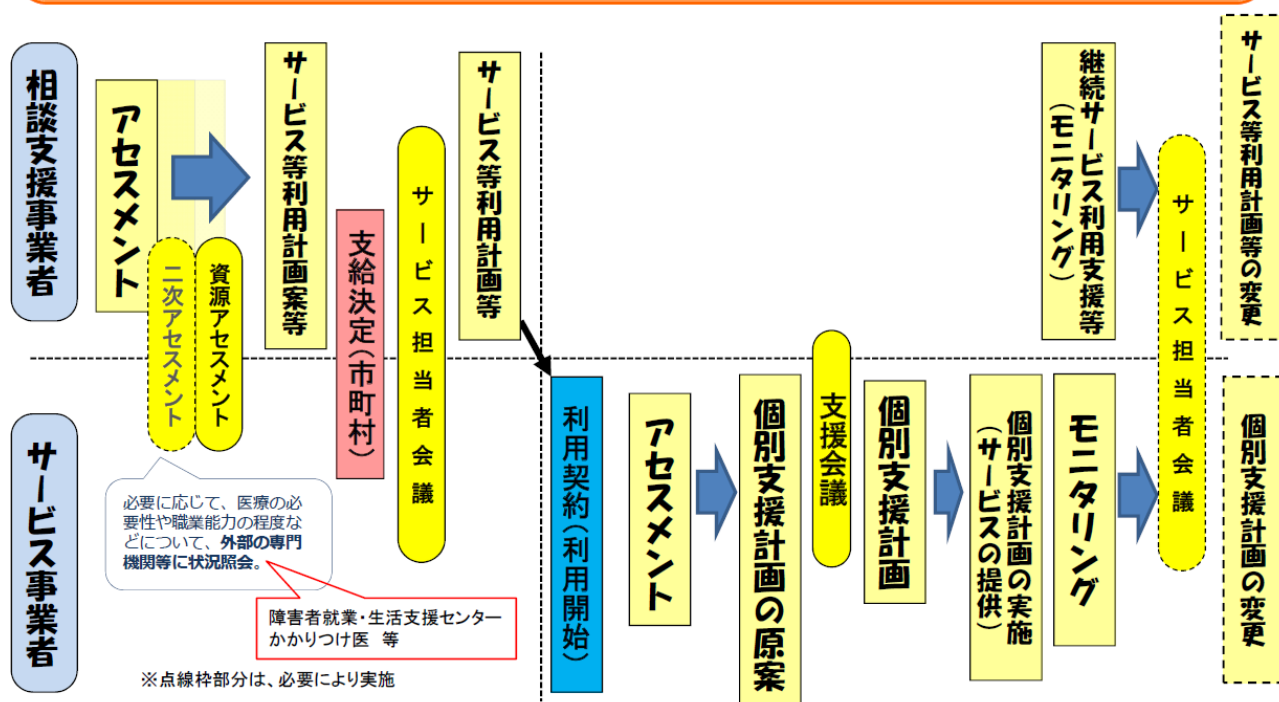 相談支援事業者
アセスメント
二次アセスメント
資源アセスメント
サービス等利用計画案等
支給決定(市町村)
サービス担当者会議
サービス等利用計画等
継続サービス利用支援等
(モニタリング)
サービス担当者会議
サービス等利用計画等の変更
サービス事業者
必要に応じて、医療の必
要性や職業能力の程度な
どについて、外部の専門
機関等に状況照会。
障害者就業・生活支援センター
かかりつけ医 等
※点線枠部分は、必要により実施
利用契約(利用開始)
アセスメント
個別支援計画の原案
支援会議
個別支援計画
個別支援計画の実施
(サービスの提供)
モニタリング
個別支援計画の変更